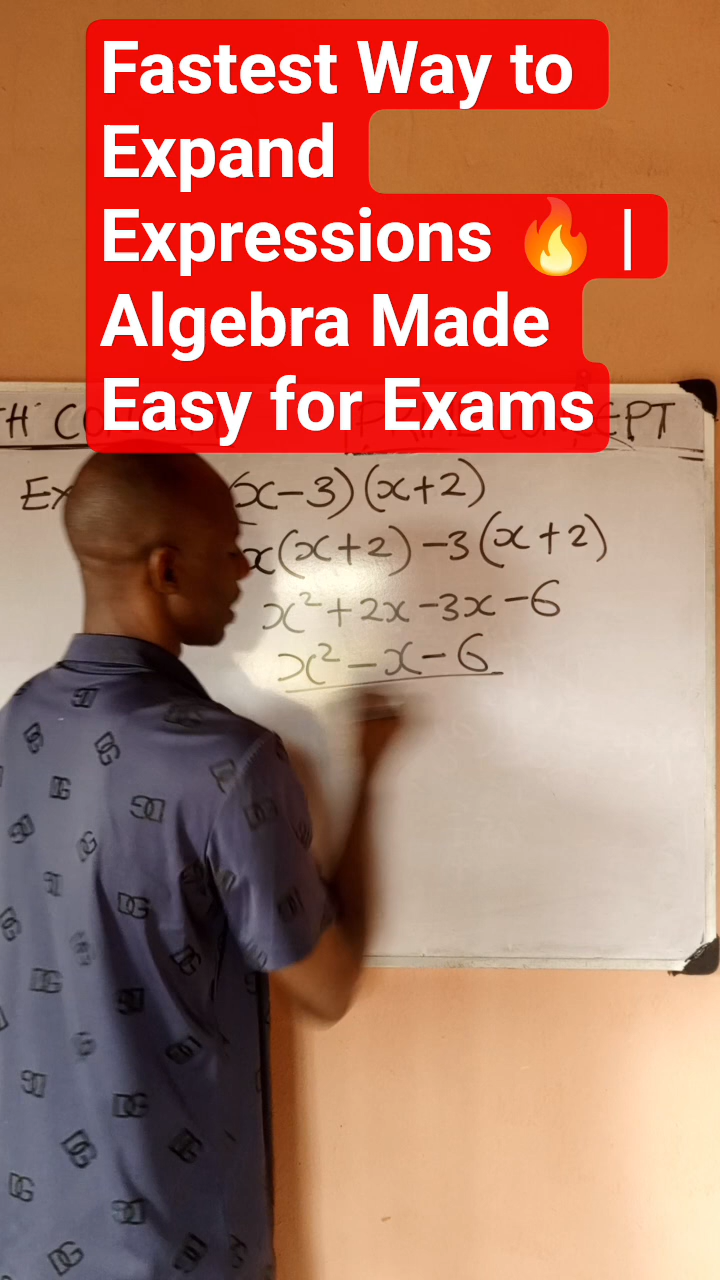 Fastest Way to
Expand
Expressions 🔥 |
Algebra Made
Easy for Exams
(x-3)(x+2)
x(x+2)-3(x+2)
x²+2x-3x-6
x²-x-6
DG